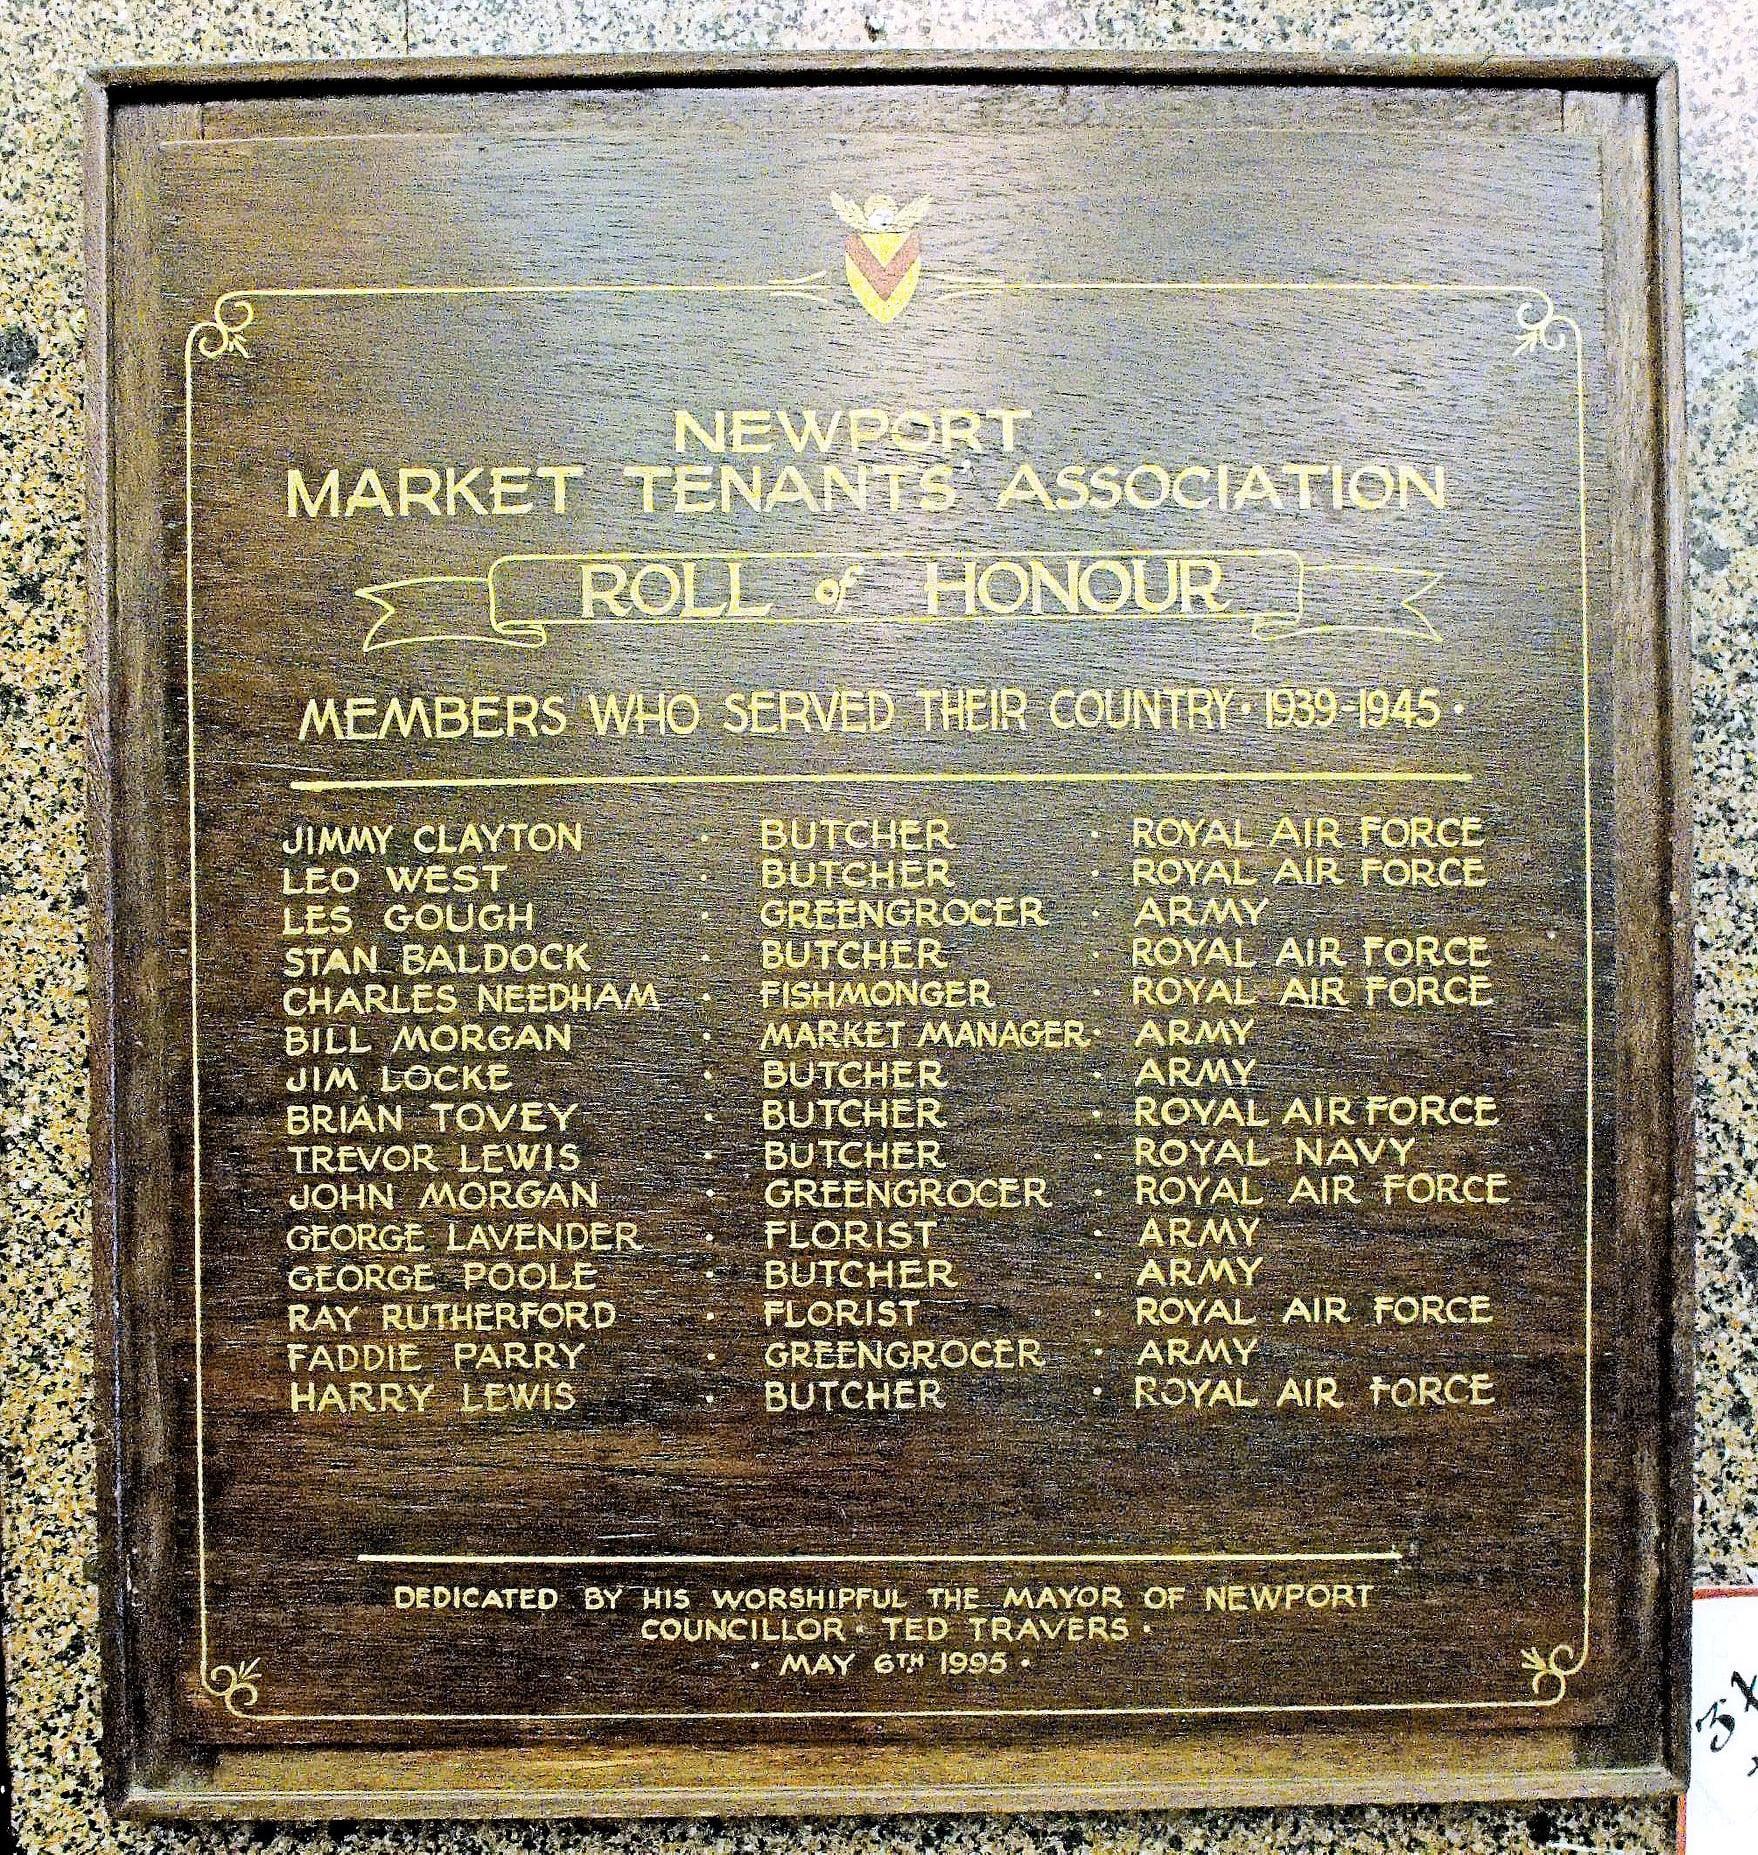 NEWPORT
MARKET TENANTS' ASSOCIATION
ROLL of HONOUR
MEMBERS WHO SERVED THEIR COUNTRY · 1939-1945 ·
JIMMY CLAYTON · BUTCHER · ROYAL AIR FORCE
LEO WEST · BUTCHER · ROYAL AIR FORCE
LES GOUGH · GREENGROCER · ARMY
STAN BALDOCK · BUTCHER · ROYAL AIR FORCE
CHARLES NEEDHAM · FISHMONGER · ROYAL AIR FORCE
BILL MORGAN · MARKET MANAGER · ARMY
JIM LOCKE · BUTCHER · ARMY
BRIAN TOVEY · BUTCHER · ROYAL AIR FORCE
TREVOR LEWIS · BUTCHER · ROYAL NAVY
JOHN MORGAN · GREENGROCER · ROYAL AIR FORCE
GEORGE LAVENDER · FLORIST · ARMY
GEORGE POOLE · BUTCHER · ARMY
RAY RUTHERFORD · FLORIST · ROYAL AIR FORCE
FADDIE PARRY · GREENGROCER · ARMY
HARRY LEWIS · BUTCHER · ROYAL AIR FORCE
DEDICATED BY HIS WORSHIPFUL THE MAYOR OF NEWPORT
COUNCILLOR · TED TRAVERS ·
· MAY 6TH 1995 ·